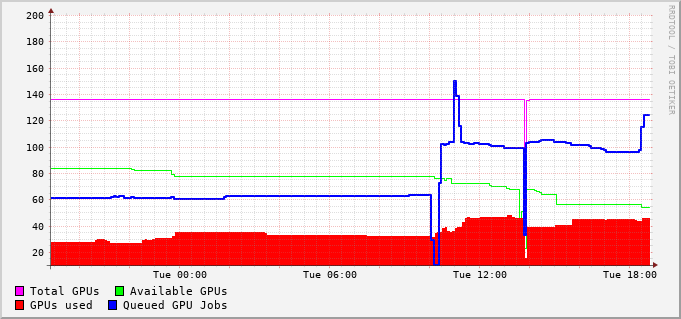 200
180
160
140
120
100
80
60
40
20
Tue 00:00 Tue 06:00 Tue 12:00 Tue 18:00
Total GPUs Available GPUs
GPUs used Queued GPU Jobs
RRDTOOL / TOBI OETIKER